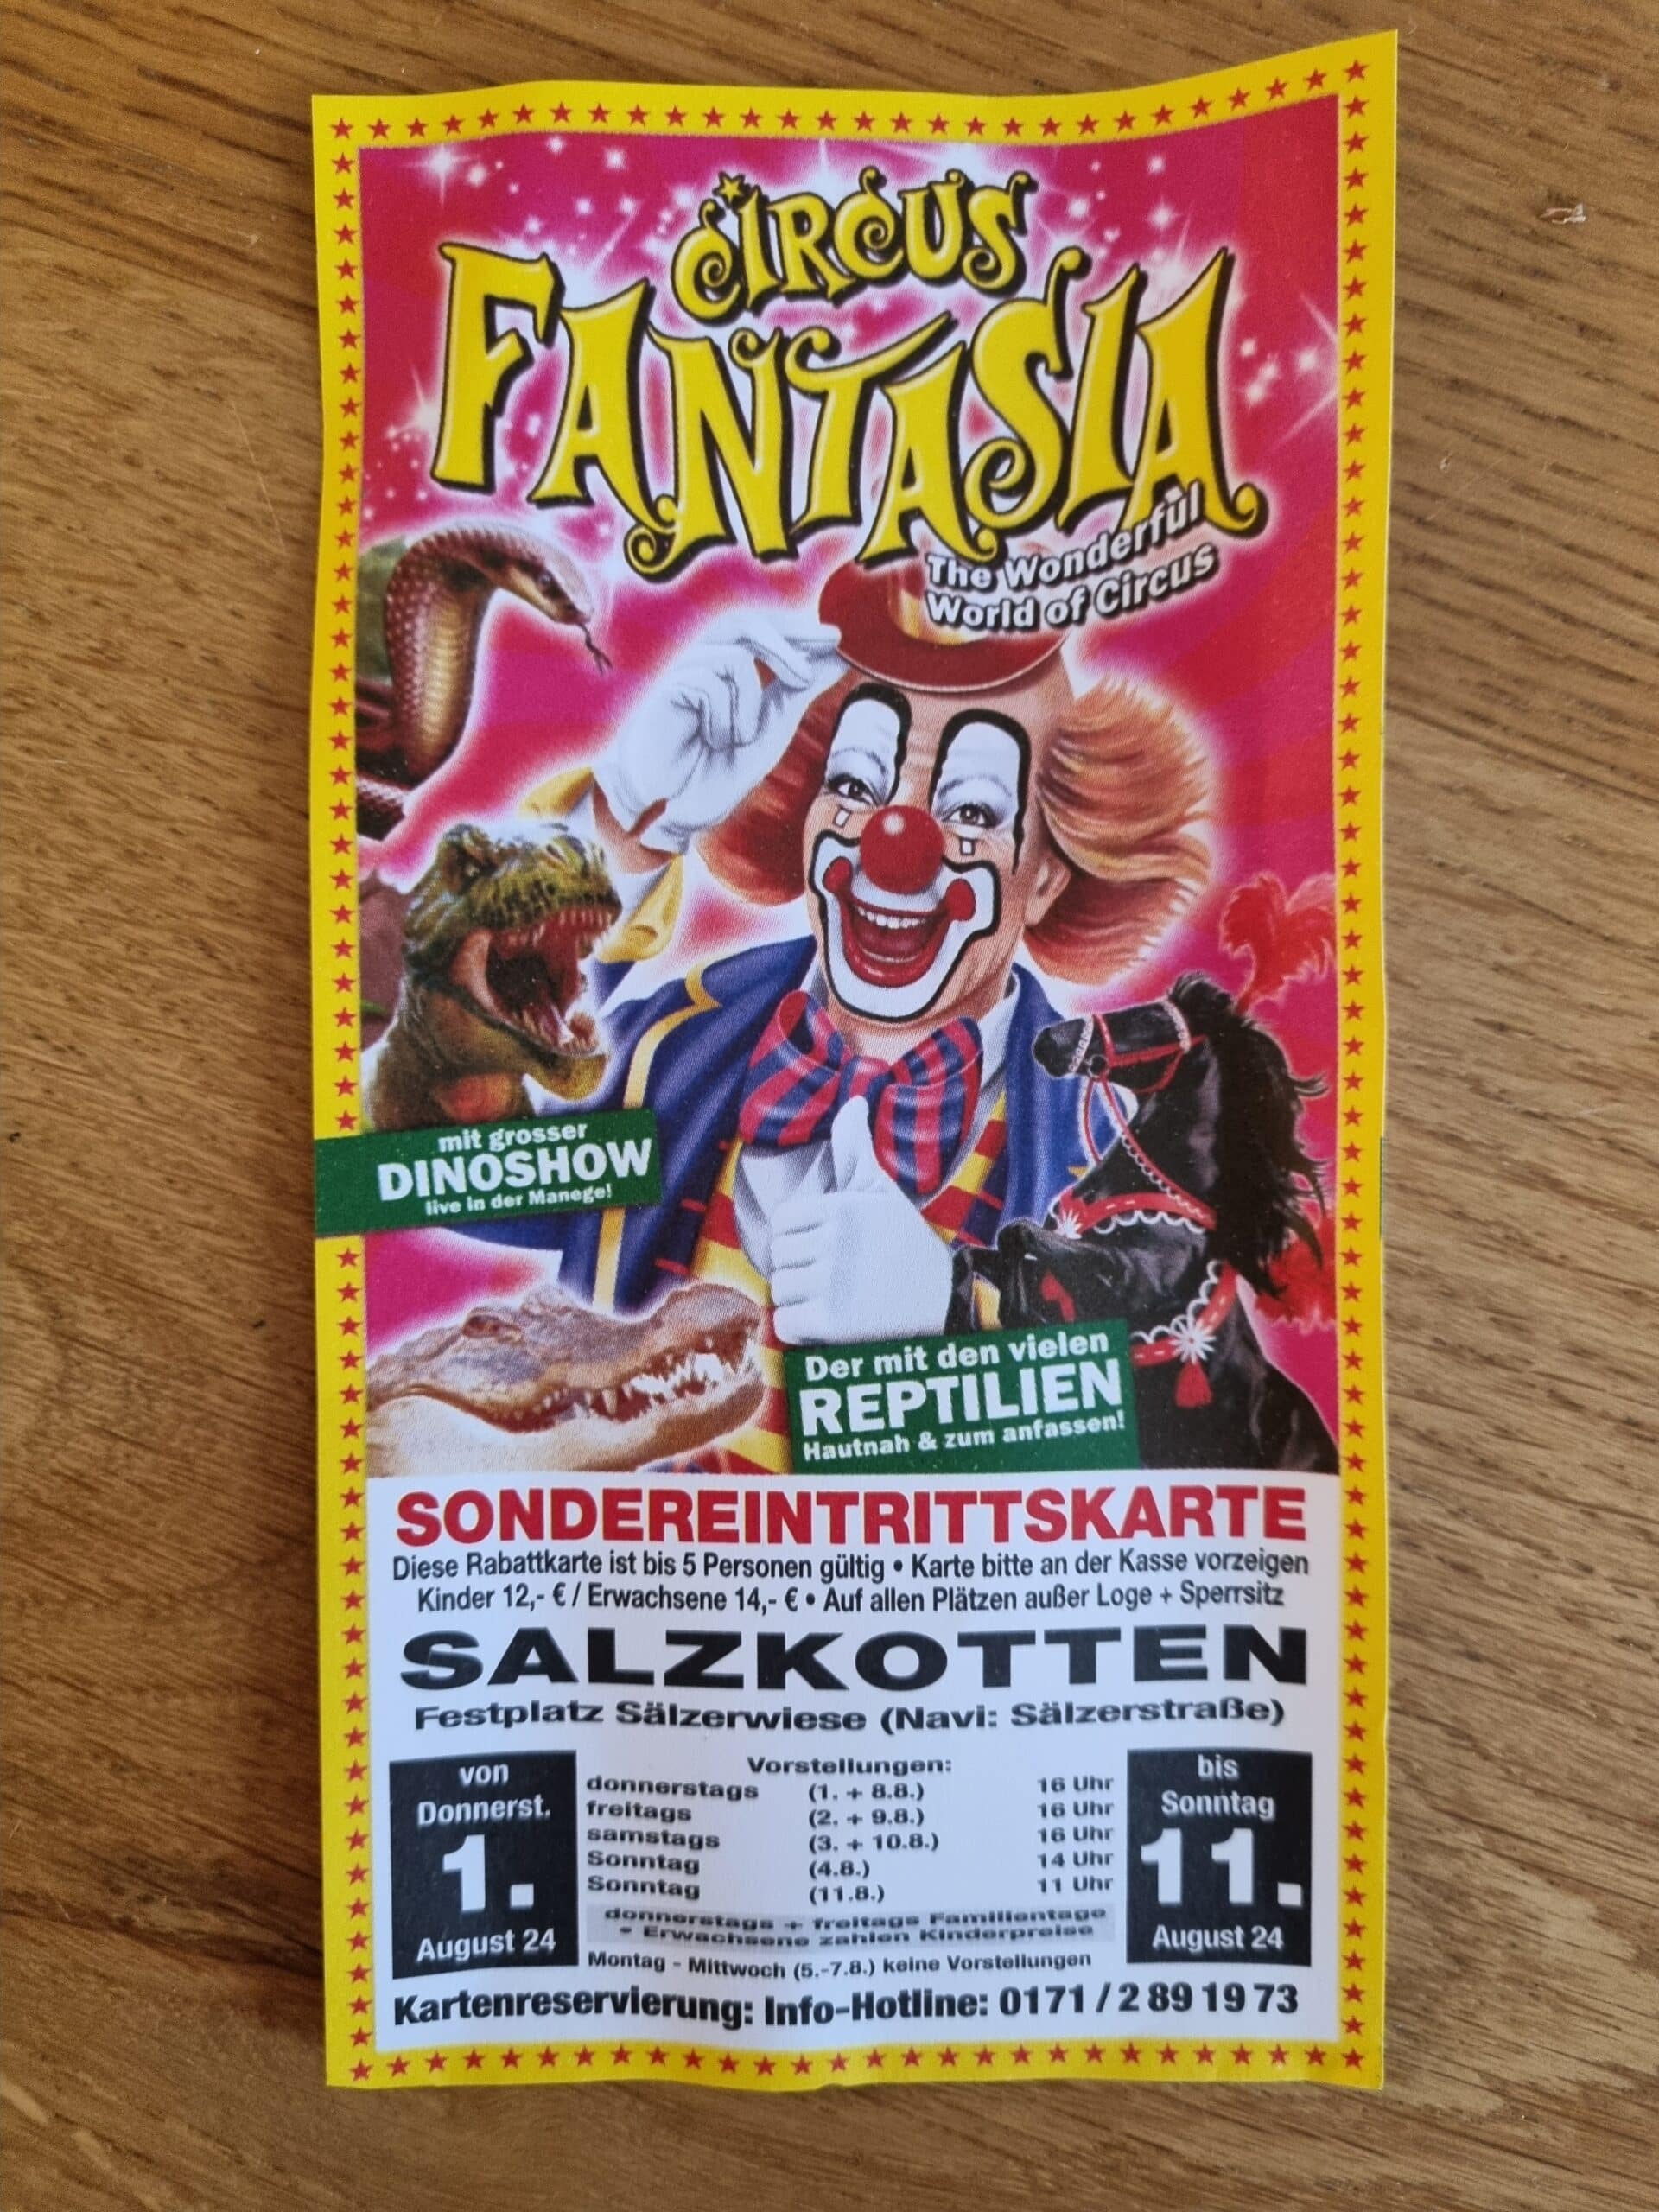 CIRCUS
FANTASIA
The Wonderful
World of Circus
mit grosser
DINOSHOW
live in der Manege!
Der mit den vielen
REPTILIEN
Hautnah & zum anfassen!
SONDEREINTRITTSKARTE
Diese Rabattkarte ist bis 5 Personen gültig • Karte bitte an der Kasse vorzeigen
Kinder 12,- € / Erwachsene 14,- € • Auf allen Plätzen außer Loge + Sperrsitz
SALZKOTTEN
Festplatz Sälzerwiese (Navi: Sälzerstraße)
von
Donnerst.
1.
August 24
Vorstellungen:
donnerstags (1. + 8.8.) 16 Uhr
freitags (2. + 9.8.) 16 Uhr
samstags (3. + 10.8.) 16 Uhr
Sonntag (4.8.) 14 Uhr
Sonntag (11.8.) 11 Uhr
donnerstags + freitags Familientage
= Erwachsene zahlen Kinderpreise
Montag - Mittwoch (5.-7.8.) keine Vorstellungen
bis
Sonntag
11.
August 24
Kartenreservierung: Info-Hotline: 0171 / 2 89 19 73